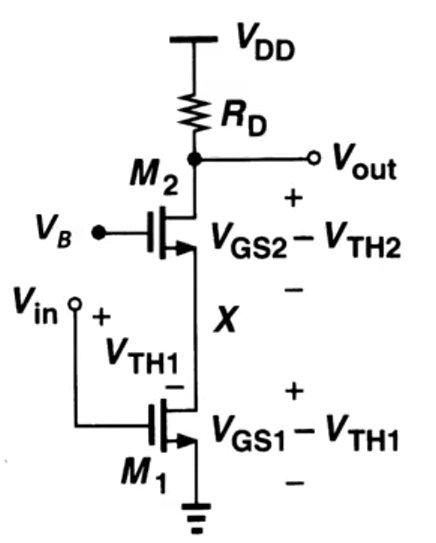 VDD
RD
Vout
M2
+
VB
VGS2 – VTH2
–
Vin
+
X
VTH1
–
+
VGS1 – VTH1
M1
–